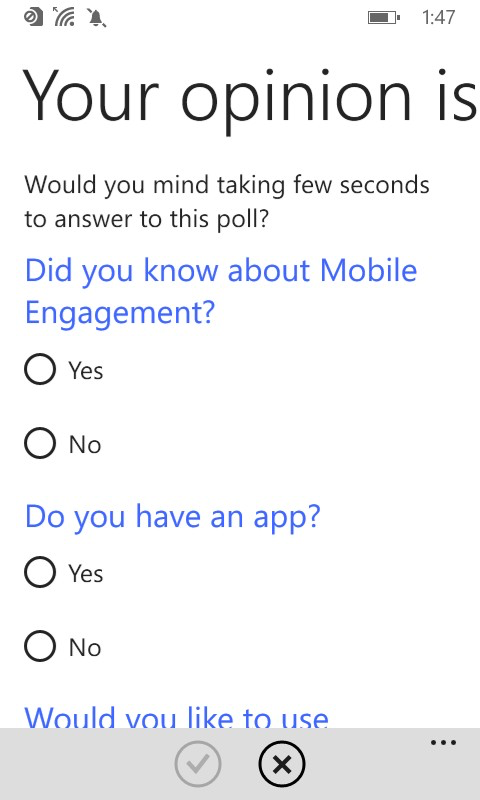 1:47
Your opinion is
Would you mind taking few seconds
to answer to this poll?
Did you know about Mobile
Engagement?
Yes
No
Do you have an app?
Yes
No
Would you like to use